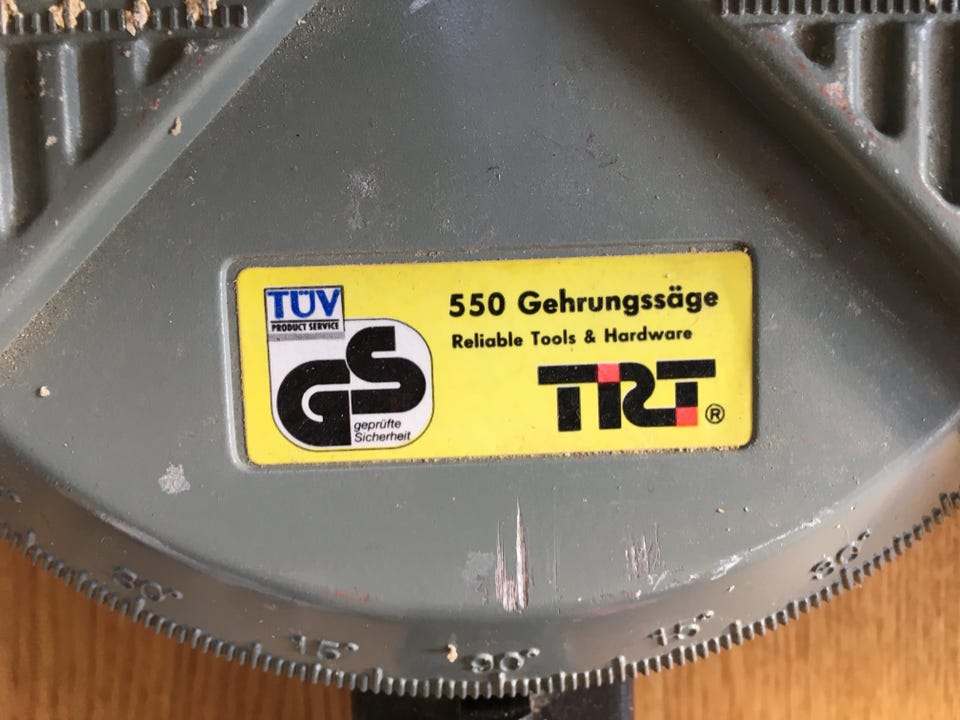 TÜV
PRODUCT SERVICE
GS
geprüfte
Sicherheit
550 Gehrungssäge
Reliable Tools & Hardware
TRT®
30°
15°
90°
15°
30°